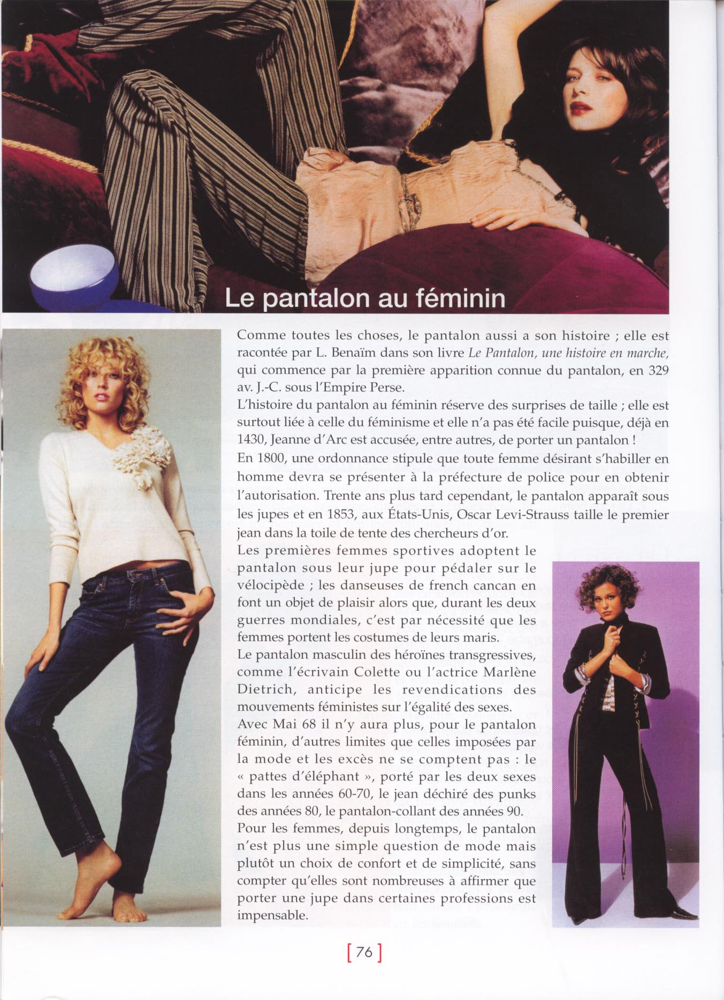 Le pantalon au féminin
Comme toutes les choses, le pantalon aussi a son histoire ; elle est
racontée par L. Benaïm dans son livre Le Pantalon, une histoire en marche,
qui commence par la première apparition connue du pantalon, en 329
av. J.-C. sous l'Empire Perse.
L'histoire du pantalon au féminin réserve des surprises de taille ; elle est
surtout liée à celle du féminisme et elle n'a pas été facile puisque, déjà en
1430, Jeanne d'Arc est accusée, entre autres, de porter un pantalon !
En 1800, une ordonnance stipule que toute femme désirant s'habiller en
homme devra se présenter à la préfecture de police pour en obtenir
l'autorisation. Trente ans plus tard cependant, le pantalon apparaît sous
les jupes et en 1853, aux États-Unis, Oscar Levi-Strauss taille le premier
jean dans la toile de tente des chercheurs d'or.
Les premières femmes sportives adoptent le
pantalon sous leur jupe pour pédaler sur le
vélocipède ; les danseuses de french cancan en
font un objet de plaisir alors que, durant les deux
guerres mondiales, c'est par nécessité que les
femmes portent les costumes de leurs maris.
Le pantalon masculin des héroïnes transgressives,
comme l'écrivain Colette ou l'actrice Marlène
Dietrich, anticipe les revendications des
mouvements féministes sur l'égalité des sexes.
Avec Mai 68 il n'y aura plus, pour le pantalon
féminin, d'autres limites que celles imposées par
la mode et les excès ne se comptent pas : le
« pattes d'éléphant », porté par les deux sexes
dans les années 60-70, le jean déchiré des punks
des années 80, le pantalon-collant des années 90.
Pour les femmes, depuis longtemps, le pantalon
n'est plus une simple question de mode mais
plutôt un choix de confort et de simplicité, sans
compter qu'elles sont nombreuses à affirmer que
porter une jupe dans certaines professions est
impensable.
[ 76 ]